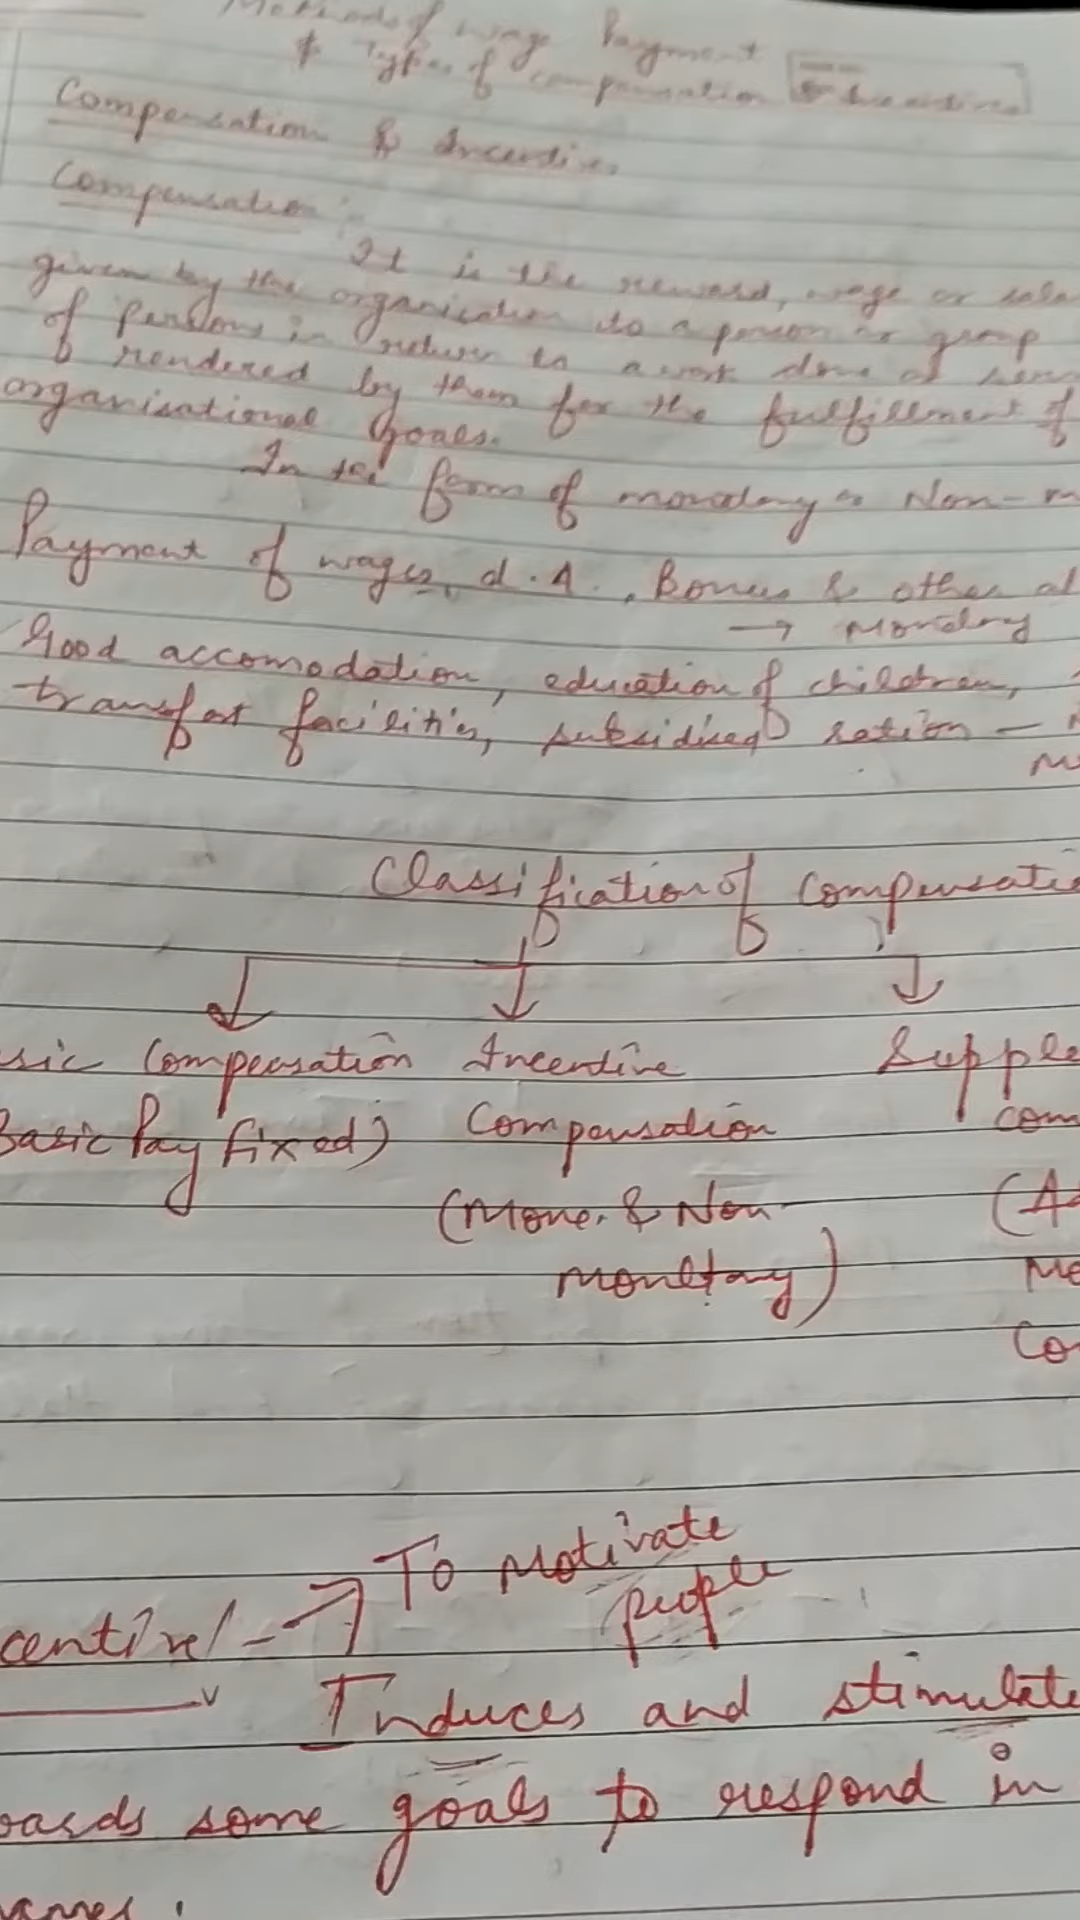 Methods of wage Payment
& Types of compensation
Compensation & Incentive
Compensation :
It is the reward, wage or sala
given by the organisation to a person or group
of persons in return to a work done or
rendered by them for the fulfillment of
organisational Goals.
In the form of monetary or Non-m
Payment of wages, d.A., Bonus & other al
→ Monetary
Good accomodation, education of children,
transport facilities, subsidised ration —
Classification of Compensati
sic Compensation Incentive Supple
Basic Pay fixed) Compensation com
(Mone. & Non- (A
monetary) Me
Co
To Motivate
people
centive! -
Induces and stimulate
oards some goals to respond in